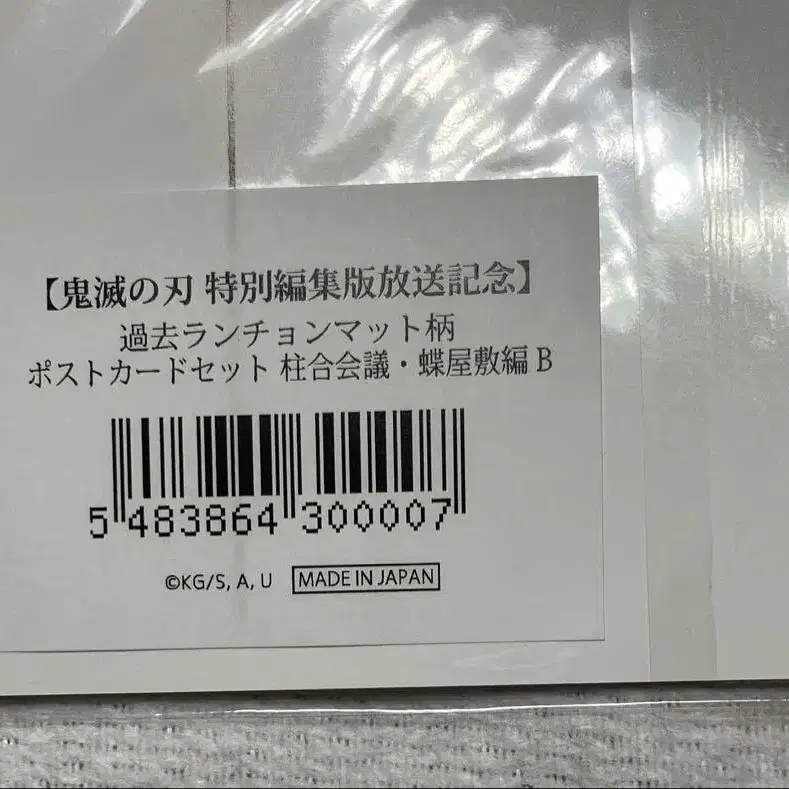 【鬼滅の刃 特別編集版放送記念】
過去ランチョンマット柄
ポストカードセット 柱合会議・蝶屋敷編 B
5 483864 300007
©KG/S, A, U MADE IN JAPAN